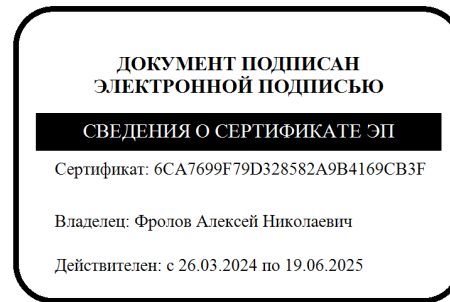 ДОКУМЕНТ ПОДПИСАН
ЭЛЕКТРОННОЙ ПОДПИСЬЮ
СВЕДЕНИЯ О СЕРТИФИКАТЕ ЭП
Сертификат: 6CA7699F79D328582A9B4169CB3F
Владелец: Фролов Алексей Николаевич
Действителен: с 26.03.2024 по 19.06.2025